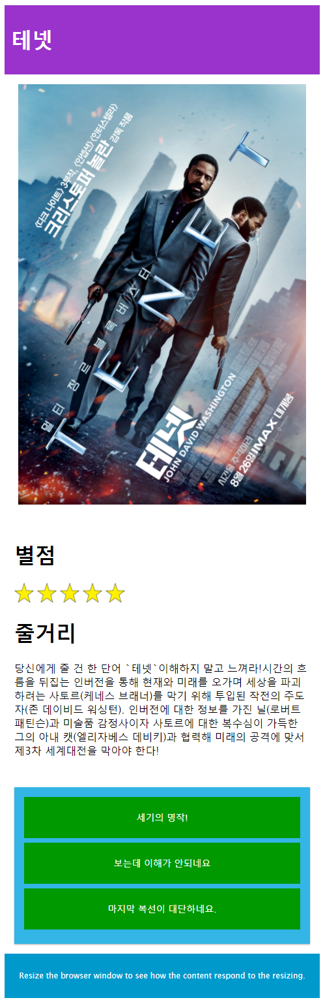 테넷
<다크 나이트> 3부작, <인셉션> <인터스텔라>
크리스토퍼 놀란 감독 작품
TENET
멀티 장르 블록버스터
테넷
JOHN DAVID WASHINGTON
시간을 추격하라
8월 26일 IMAX 대개봉
별점
줄거리
당신에게 줄 건 한 단어 `테넷`이해하지 말고 느껴라!시간의 흐
름을 뒤집는 인버전을 통해 현재와 미래를 오가며 세상을 파괴
하려는 사토르(케네스 브래너)를 막기 위해 투입된 작전의 주도
자(존 데이비드 워싱턴). 인버전에 대한 정보를 가진 닐(로버트
패틴슨)과 미술품 감정사이자 사토르에 대한 복수심이 가득한
그의 아내 캣(엘리자베스 데비키)과 협력해 미래의 공격에 맞서
제3차 세계대전을 막아야 한다!
세기의 명작!
보는데 이해가 안되네요
마지막 복선이 대단하네요.
Resize the browser window to see how the content respond to the resizing.